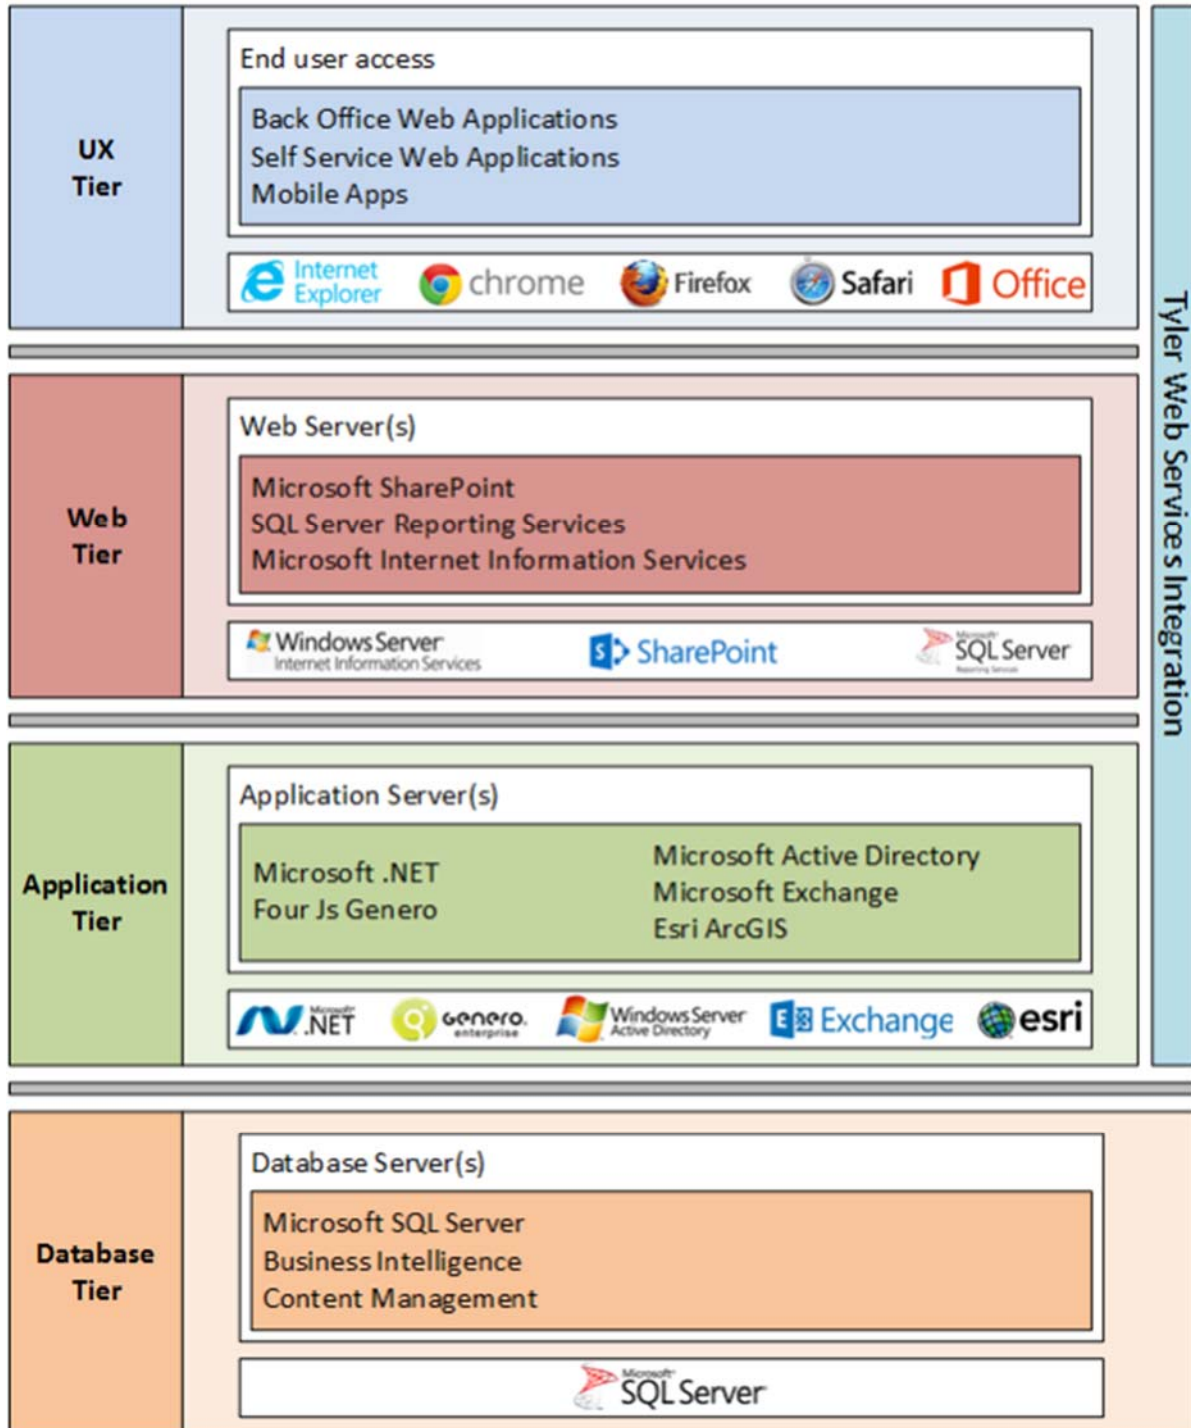 UX
Tier
End user access
Back Office Web Applications
Self Service Web Applications
Mobile Apps
Internet
Explorer
chrome
Firefox
Safari
Office
Web
Tier
Web Server(s)
Microsoft SharePoint
SQL Server Reporting Services
Microsoft Internet Information Services
Windows Server
Internet Information Services
S
SharePoint
Microsoft
SQL Server
Reporting Services
Application
Tier
Application Server(s)
Microsoft .NET
Four Js Genero
Microsoft Active Directory
Microsoft Exchange
Esri ArcGIS
Microsoft
.NET
genero.
enterprise
Windows Server
Active Directory
E
Exchange
esri
Database
Tier
Database Server(s)
Microsoft SQL Server
Business Intelligence
Content Management
Microsoft
SQL Server
Tyler Web Services Integration